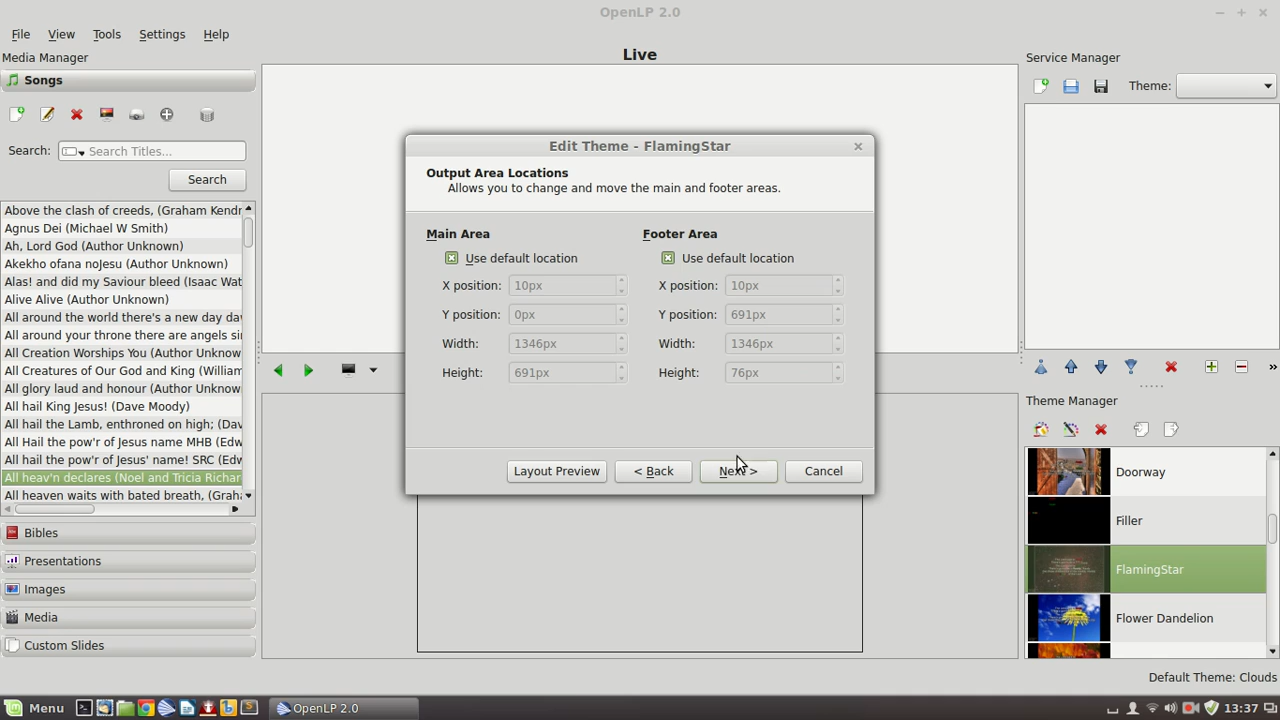 OpenLP 2.0
File View Tools Settings Help
Media Manager
Songs
Search: Search Titles...
Search
Above the clash of creeds, (Graham Kendr
Agnus Dei (Michael W Smith)
Ah, Lord God (Author Unknown)
Akekho ofana noJesu (Author Unknown)
Alas! and did my Saviour bleed (Isaac Wat
Alive Alive (Author Unknown)
All around the world there's a new day da
All around your throne there are angels si
All Creation Worships You (Author Unknow
All Creatures of Our God and King (William
All glory laud and honour (Author Unknow
All hail King Jesus! (Dave Moody)
All hail the Lamb, enthroned on high; (Dav
All Hail the pow'r of Jesus name MHB (Edw
All hail the pow'r of Jesus' name! SRC (Edw
All heav'n declares (Noel and Tricia Richar
All heaven waits with bated breath, (Graha
Bibles
Presentations
Images
Media
Custom Slides
Live
Edit Theme - FlamingStar
Output Area Locations
Allows you to change and move the main and footer areas.
Main Area
Use default location
X position: 10px
Y position: 0px
Width: 1346px
Height: 691px
Footer Area
Use default location
X position: 10px
Y position: 691px
Width: 1346px
Height: 76px
Layout Preview < Back Next > Cancel
Service Manager
Theme:
Theme Manager
Doorway
Filler
FlamingStar
Flower Dandelion
Default Theme: Clouds
Menu OpenLP 2.0 13:37